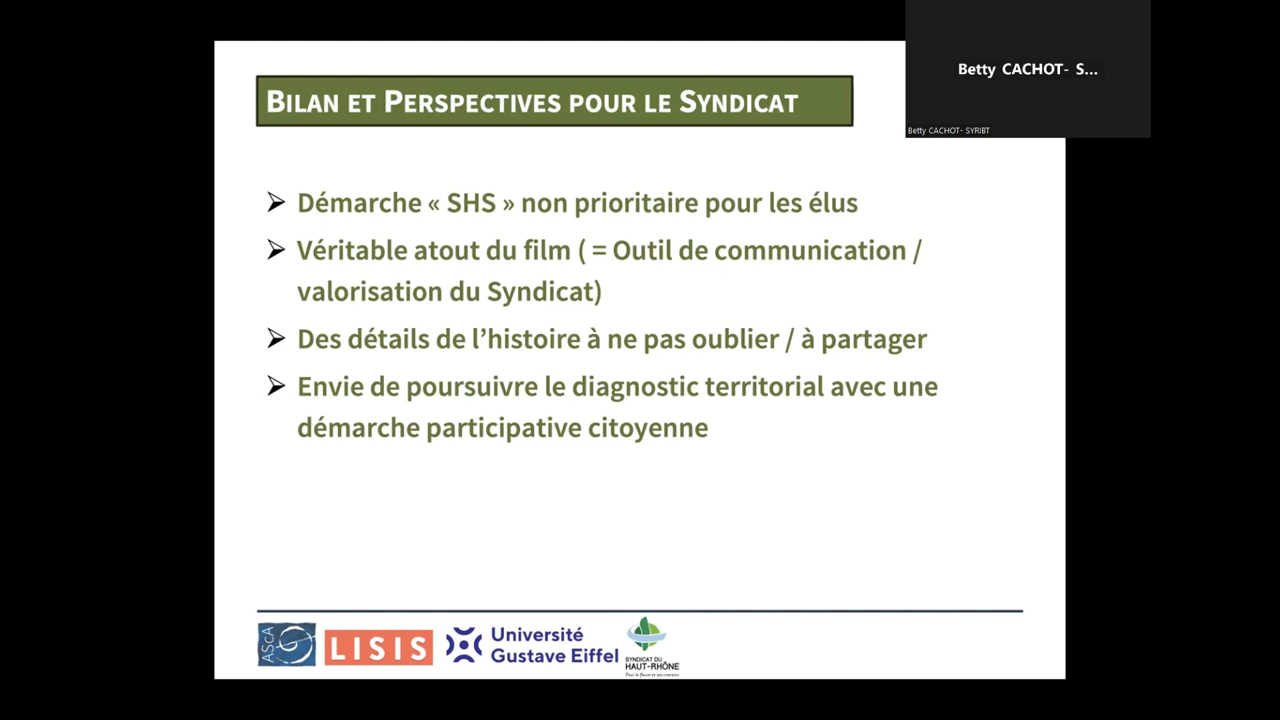 Betty CACHOT- S...
Betty CACHOT- SYRIBT
BILAN ET PERSPECTIVES POUR LE SYNDICAT
Démarche « SHS » non prioritaire pour les élus
Véritable atout du film ( = Outil de communication /
valorisation du Syndicat)
Des détails de l’histoire à ne pas oublier / à partager
Envie de poursuivre le diagnostic territorial avec une
démarche participative citoyenne
AScA
LISIS
Université
Gustave Eiffel
SYNDICAT DU
HAUT-RHÔNE
Pour le fleuve et ses riverains